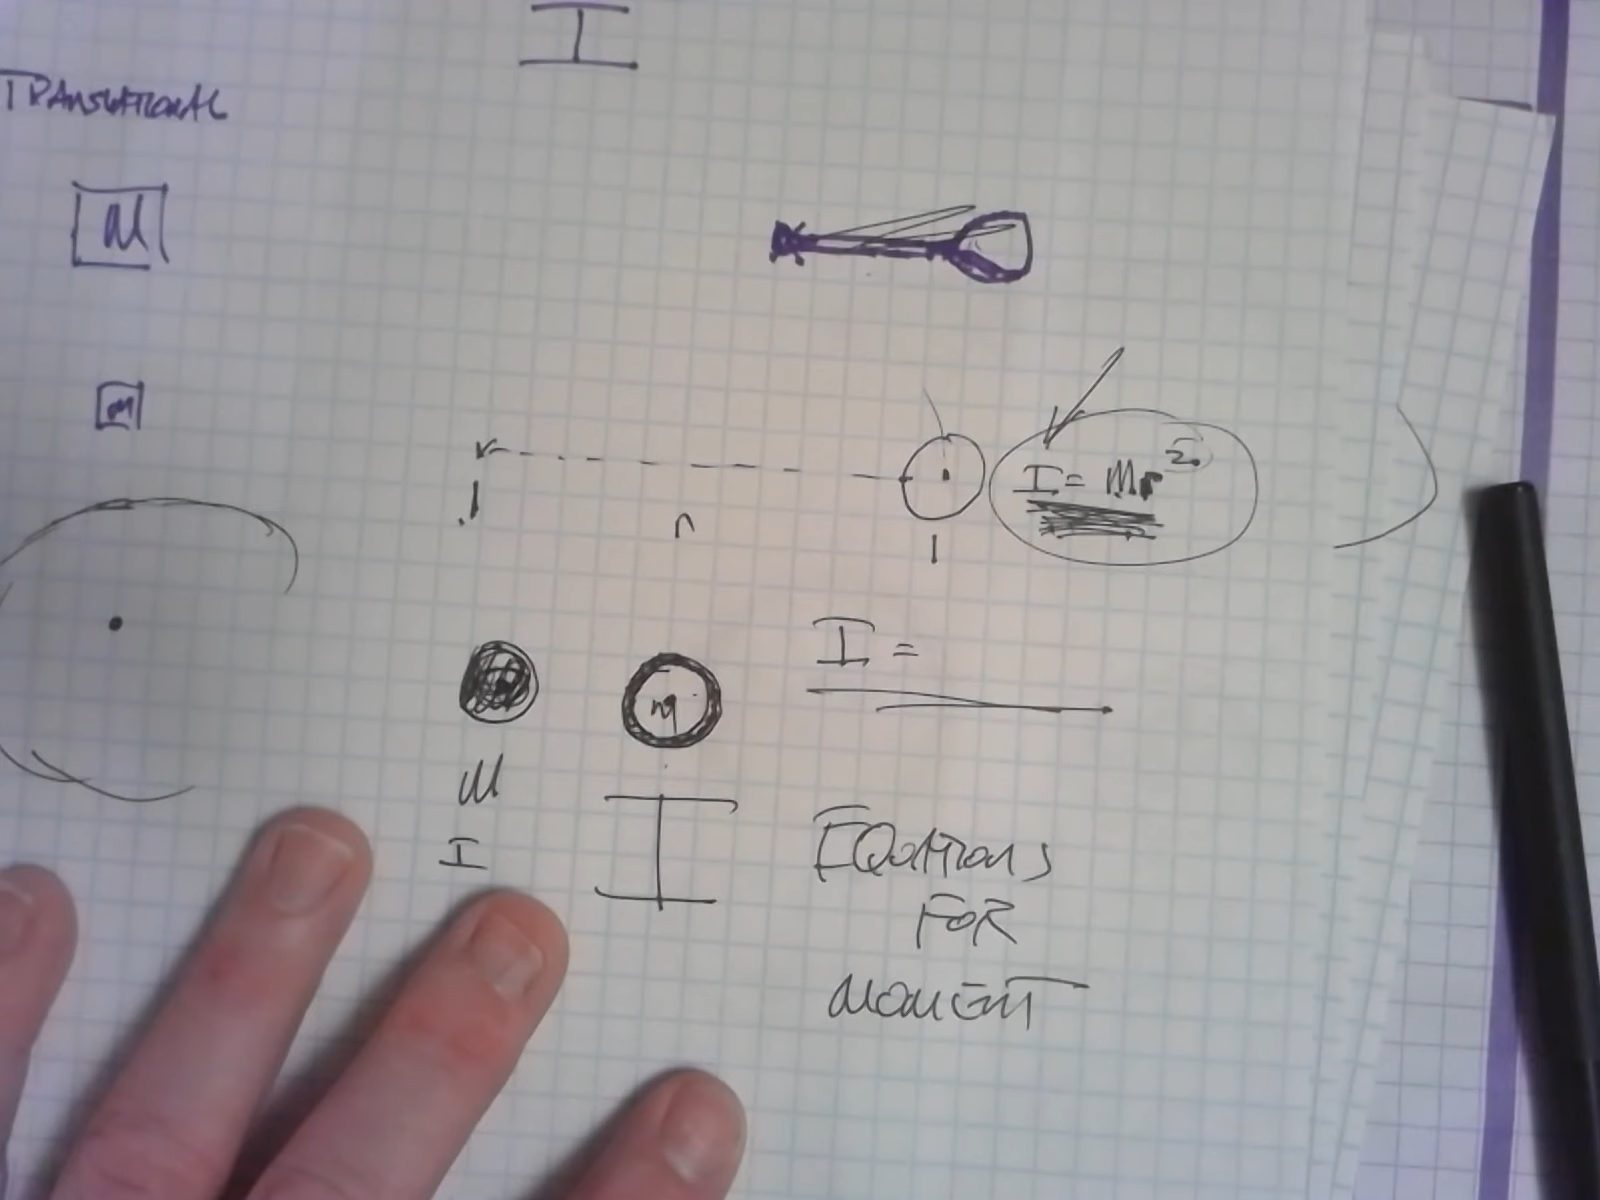 I
TRANSLATIONAL
M
m
I = Mr²
r
m
I =
M
I
I
EQUATIONS
FOR
MOMENT